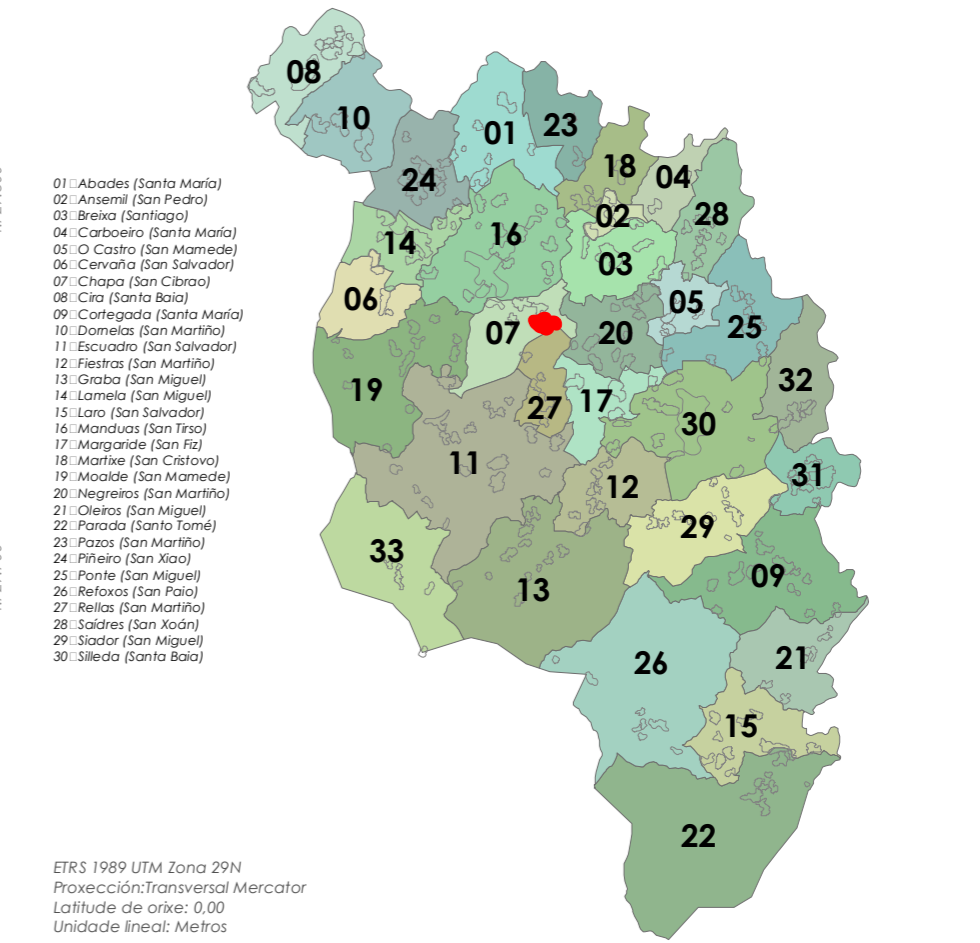 08
10
01
23
24
18
04
02
28
16
14
03
06
05
07
20
25
19
32
27
17
30
11
31
12
29
33
13
09
26
21
15
22
01 Abades (Santa María)
02 Ansemil (San Pedro)
03 Breixa (Santiago)
04 Carboeiro (Santa María)
05 O Castro (San Mamede)
06 Cervaña (San Salvador)
07 Chapa (San Cibrao)
08 Cira (Santa Baia)
09 Cortegada (Santa María)
10 Dornelas (San Martiño)
11 Escuadro (San Salvador)
12 Fiestras (San Martiño)
13 Graba (San Miguel)
14 Lamela (San Miguel)
15 Laro (San Salvador)
16 Manduas (San Tirso)
17 Margaride (San Fiz)
18 Martixe (San Cristovo)
19 Moalde (San Mamede)
20 Negreiros (San Martiño)
21 Oleiros (San Miguel)
22 Parada (Santo Tomé)
23 Pazos (San Martiño)
24 Piñeiro (San Xiao)
25 Ponte (San Miguel)
26 Refoxos (San Paio)
27 Rellas (San Martiño)
28 Saídres (San Xoán)
29 Siador (San Miguel)
30 Silleda (Santa Baia)
ETRS 1989 UTM Zona 29N
Proxección:Transversal Mercator
Latitude de orixe: 0,00
Unidade lineal: Metros